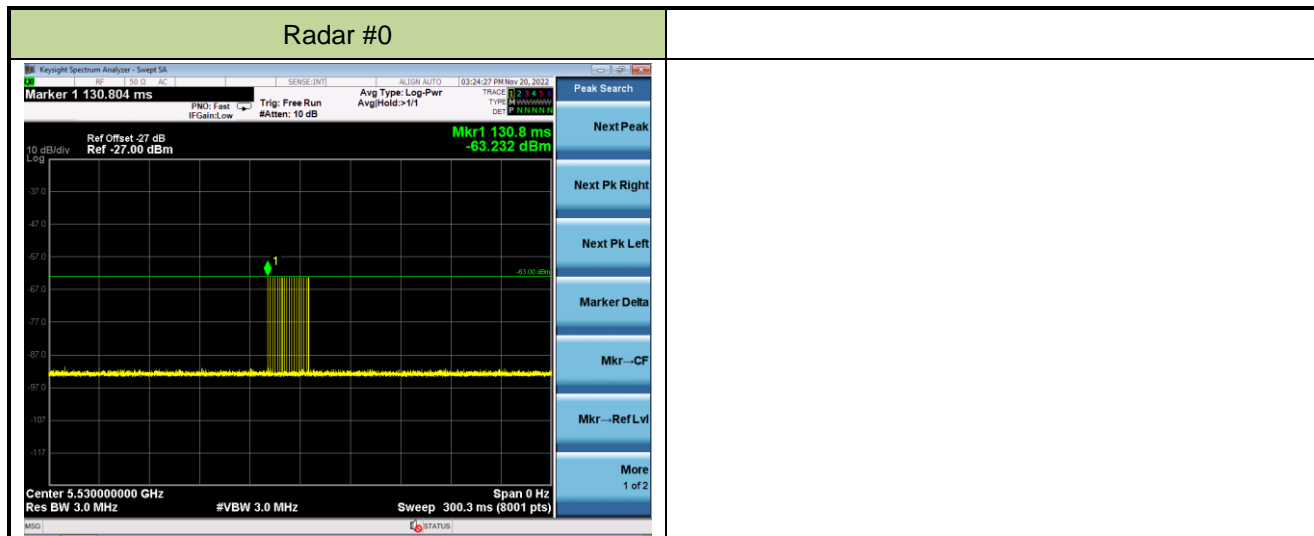 Radar #0
Keysight Spectrum Analyzer - Swept SA
RF 50 Ω AC SENSE:INT ALIGN AUTO 03:24:27 PM Nov 20, 2022
Marker 1 130.804 ms
PNO: Fast
IFGain:Low
Trig: Free Run
#Atten: 10 dB
Avg Type: Log-Pwr
Avg|Hold:>1/1
TRACE 1 2 3 4 5 6
TYPE M WWWWW
DET P N N N N N
Peak Search
Ref Offset -27 dB
10 dB/div Ref -27.00 dBm
Log
Mkr1 130.8 ms
-63.232 dBm
Next Peak
-37.0
Next Pk Right
-47.0
Next Pk Left
-57.0
1
-63.00 dBm
-67.0
Marker Delta
-77.0
-87.0
Mkr→CF
-97.0
-107
Mkr→Ref Lvl
-117
More
1 of 2
Center 5.530000000 GHz Span 0 Hz
Res BW 3.0 MHz #VBW 3.0 MHz Sweep 300.3 ms (8001 pts)
MSG STATUS